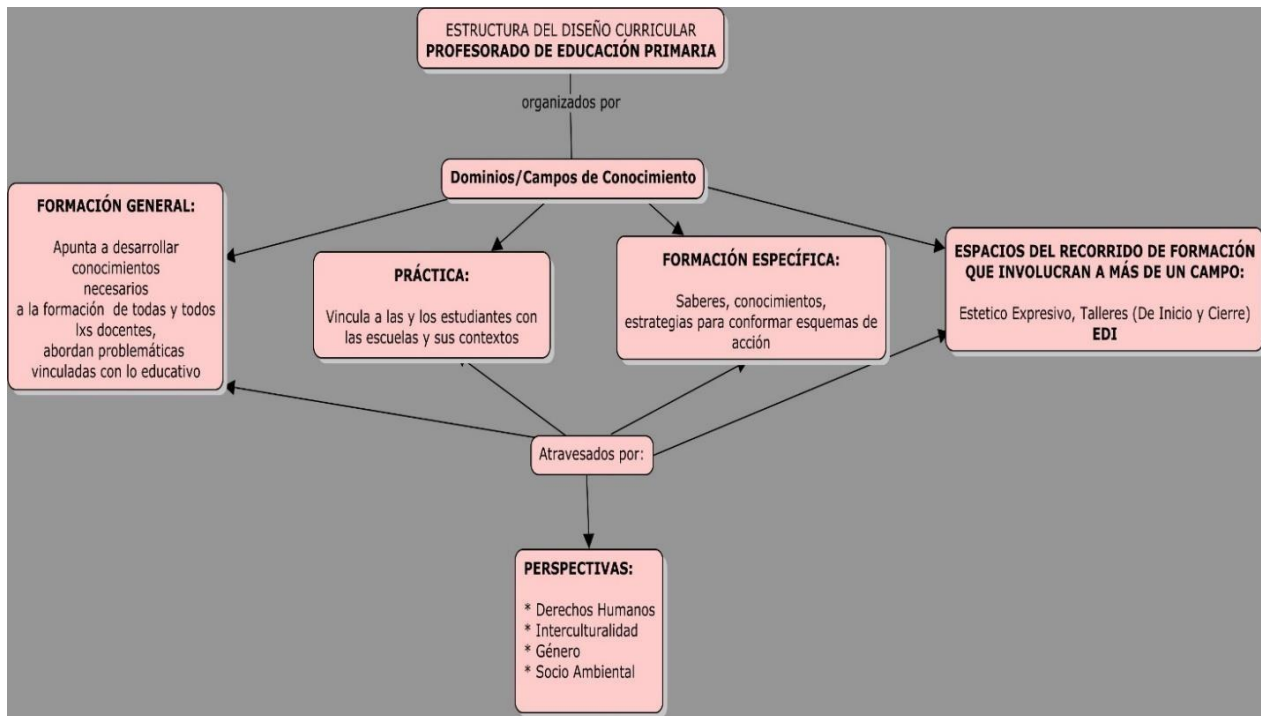 ESTRUCTURA DEL DISEÑO CURRICULAR
PROFESORADO DE EDUCACIÓN PRIMARIA
organizados por
Dominios/Campos de Conocimiento
FORMACIÓN GENERAL:
Apunta a desarrollar
conocimientos
necesarios
a la formación de todas y todos
lxs docentes,
abordan problemáticas
vinculadas con lo educativo
PRÁCTICA:
Vincula a las y los estudiantes con
las escuelas y sus contextos
FORMACIÓN ESPECÍFICA:
Saberes, conocimientos,
estrategias para conformar esquemas de
acción
ESPACIOS DEL RECORRIDO DE FORMACIÓN
QUE INVOLUCRAN A MÁS DE UN CAMPO:
Estetico Expresivo, Talleres (De Inicio y Cierre)
EDI
Atravesados por:
PERSPECTIVAS:
* Derechos Humanos
* Interculturalidad
* Género
* Socio Ambiental